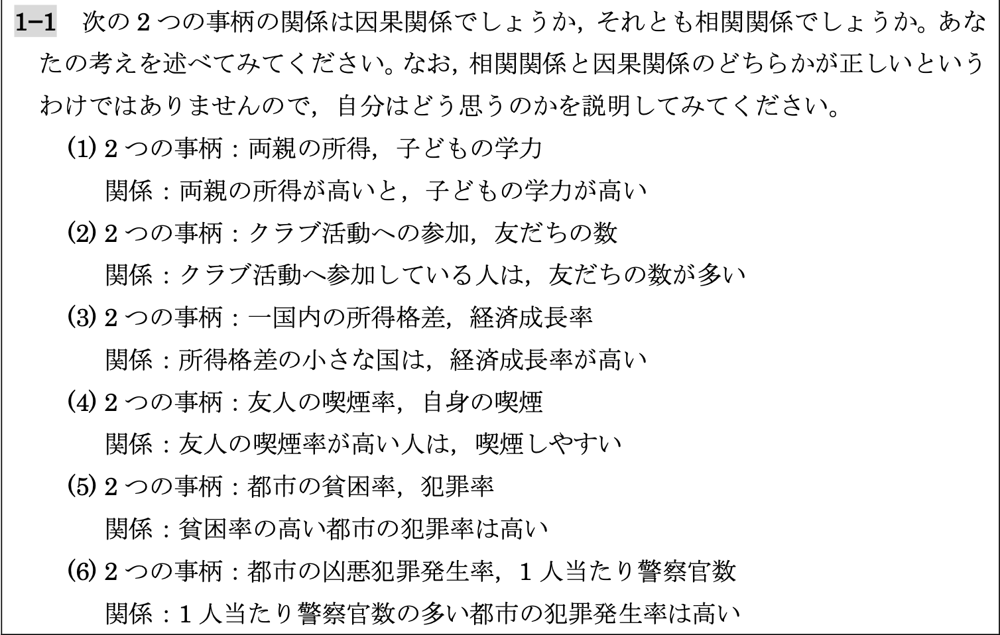 1−1　次の 2 つの事柄の関係は因果関係でしょうか，それとも相関関係でしょうか。あな
たの考えを述べてみてください。なお，相関関係と因果関係のどちらかが正しいという
わけではありませんので，自分はどう思うのかを説明してみてください。
(1) 2 つの事柄：両親の所得，子どもの学力
関係：両親の所得が高いと，子どもの学力が高い
(2) 2 つの事柄：クラブ活動への参加，友だちの数
関係：クラブ活動へ参加している人は，友だちの数が多い
(3) 2 つの事柄：一国内の所得格差，経済成長率
関係：所得格差の小さな国は，経済成長率が高い
(4) 2 つの事柄：友人の喫煙率，自身の喫煙
関係：友人の喫煙率が高い人は，喫煙しやすい
(5) 2 つの事柄：都市の貧困率，犯罪率
関係：貧困率の高い都市の犯罪率は高い
(6) 2 つの事柄：都市の凶悪犯罪発生率，1 人当たり警察官数
関係：1 人当たり警察官数の多い都市の犯罪発生率は高い